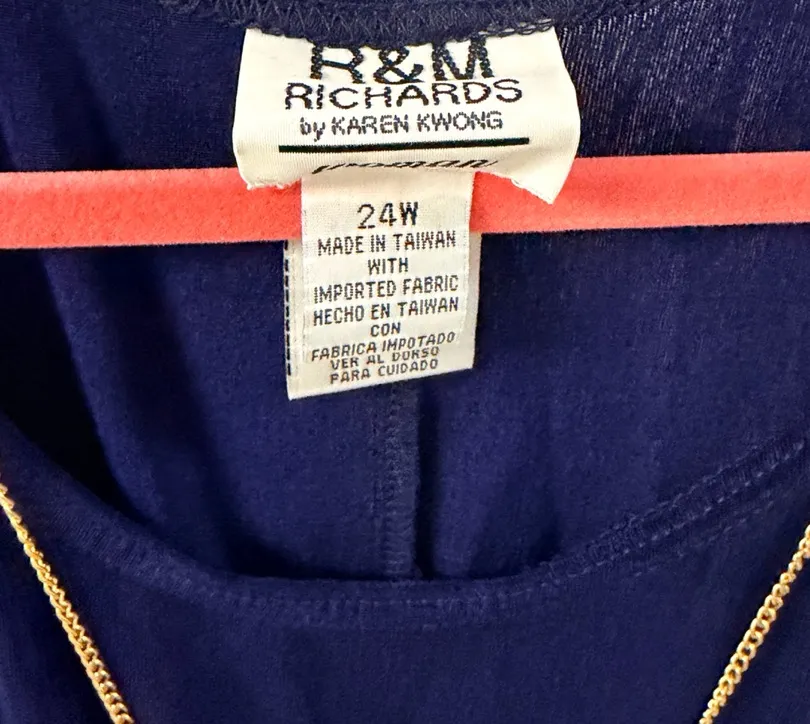 R&M
RICHARDS
by KAREN KWONG
woman
24W
MADE IN TAIWAN
WITH
IMPORTED FABRIC
HECHO EN TAIWAN
CON
FABRICA IMPOTADO
VER AL DORSO
PARA CUIDADO